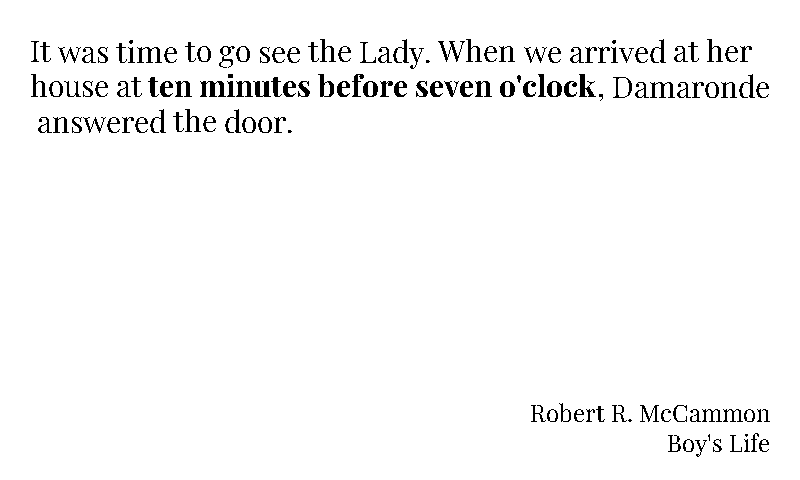 It was time to go see the Lady. When we arrived at her
house at ten minutes before seven o'clock, Damaronde
answered the door.
Robert R. McCammon
Boy's Life